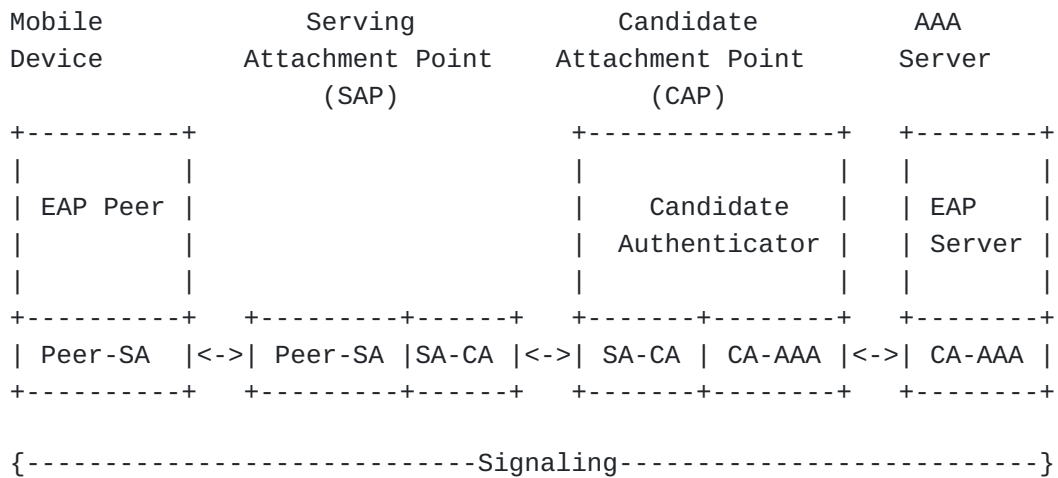 Mobile Serving Candidate AAA
Device Attachment Point Attachment Point Server
(SAP) (CAP)
+----------+ +----------------+ +--------+
| | | | | |
| EAP Peer | | Candidate | | EAP |
| | | Authenticator | | Server |
| | | | | |
+----------+ +---------+------+ +-------+--------+ +--------+
| Peer-SA |<->| Peer-SA |SA-CA |<->| SA-CA | CA-AAA |<->| CA-AAA |
+----------+ +---------+------+ +-------+--------+ +--------+
{-----------------------------Signaling---------------------------}